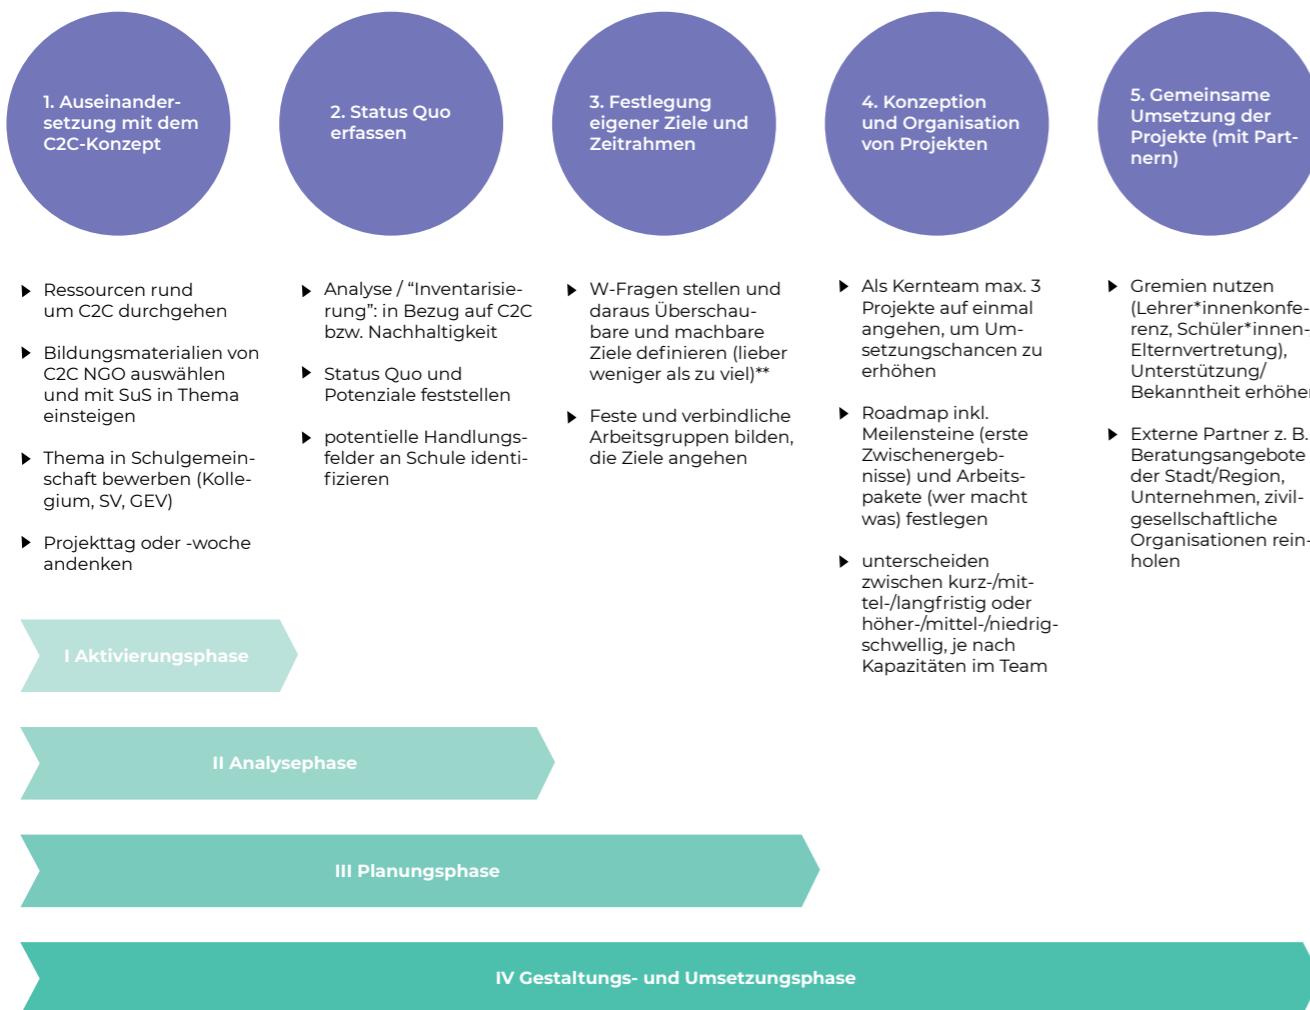 1. Auseinander-
setzung mit dem
C2C-Konzept
2. Status Quo
erfassen
3. Festlegung
eigener Ziele und
Zeitrahmen
4. Konzeption
und Organisation
von Projekten
5. Gemeinsame
Umsetzung der
Projekte (mit Part-
nern)
Ressourcen rund
um C2C durchgehen
Bildungsmaterialien von
C2C NGO auswählen
und mit SuS in Thema
einsteigen
Thema in Schulgemein-
schaft bewerben (Kolle-
gium, SV, GEV)
Projekttag oder -woche
andenken
Analyse / “Inventarisie-
rung”: in Bezug auf C2C
bzw. Nachhaltigkeit
Status Quo und
Potenziale feststellen
potentielle Handlungs-
felder an Schule identi-
fizieren
W-Fragen stellen und
daraus Überschau-
bare und machbare
Ziele definieren (lieber
weniger als zu viel)**
Feste und verbindliche
Arbeitsgruppen bilden,
die Ziele angehen
Als Kernteam max. 3
Projekte auf einmal
angehen, um Um-
setzungschancen zu
erhöhen
Roadmap inkl.
Meilensteine (erste
Zwischenergeb-
nisse) und Arbeits-
pakete (wer macht
was) festlegen
unterscheiden
zwischen kurz-/mit-
tel-/langfristig oder
höher-/mittel-/niedrig-
schwellig, je nach
Kapazitäten im Team
Gremien nutzen
(Lehrer*innenkonfe-
renz, Schüler*innen-,
Elternvertretung),
Unterstützung/
Bekanntheit erhöhen
Externe Partner z. B.
Beratungsangebote
der Stadt/Region,
Unternehmen, zivil-
gesellschaftliche
Organisationen rein-
holen
I Aktivierungsphase
II Analysephase
III Planungsphase
IV Gestaltungs- und Umsetzungsphase